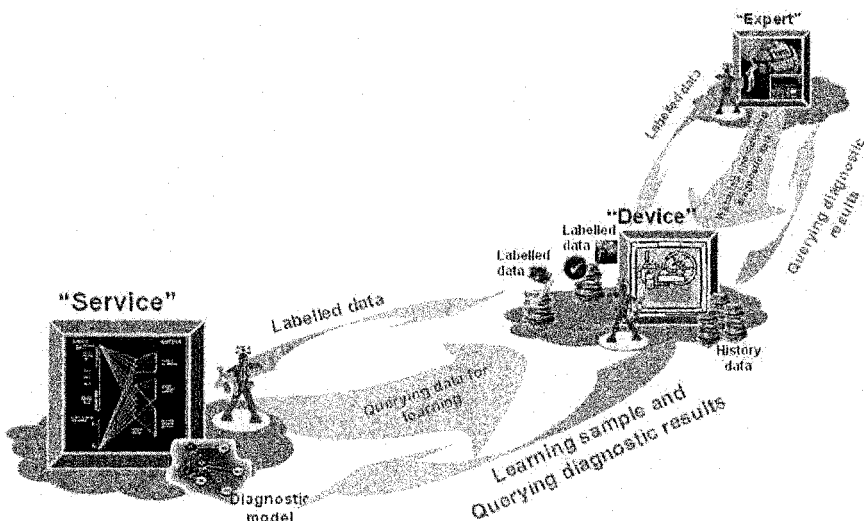 "Expert"
Labelled data
Querying diagnostic
results
"Device"
Labelled
data
Labelled
data
History
data
"Service"
Labelled data
Querying data for
learning
Learning sample and
Querying diagnostic results
Diagnostic
model